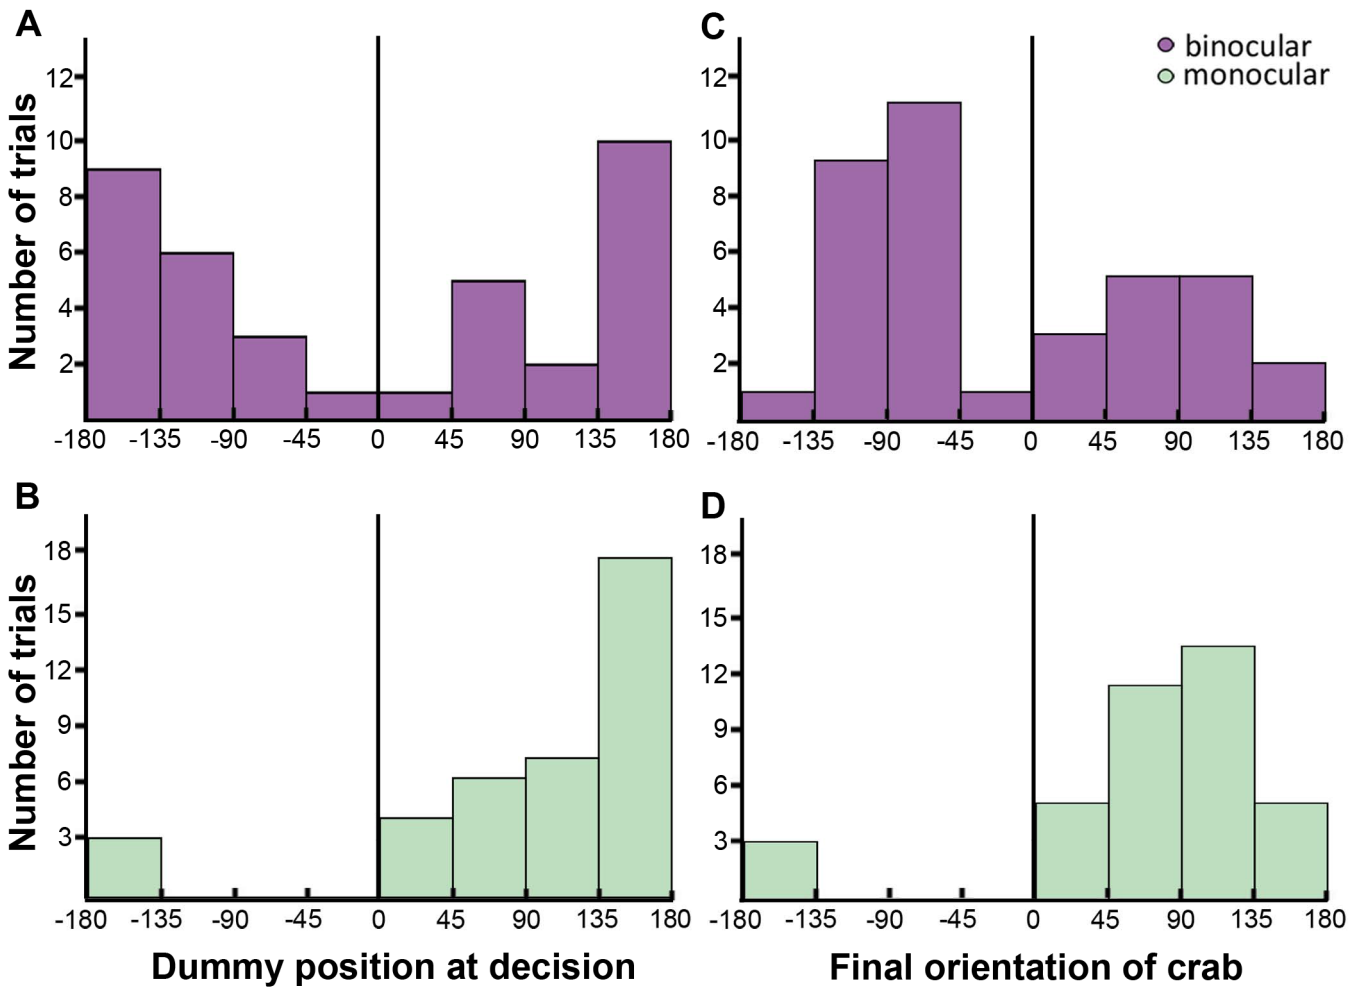 A
Number of trials
12
10
8
6
4
2
-180 -135 -90 -45 0 45 90 135 180
C
binocular
monocular
12
10
8
6
4
2
-180 -135 -90 -45 0 45 90 135 180
B
Number of trials
18
15
12
9
6
3
-180 -135 -90 -45 0 45 90 135 180
Dummy position at decision
D
18
15
12
9
6
3
-180 -135 -90 -45 0 45 90 135 180
Final orientation of crab